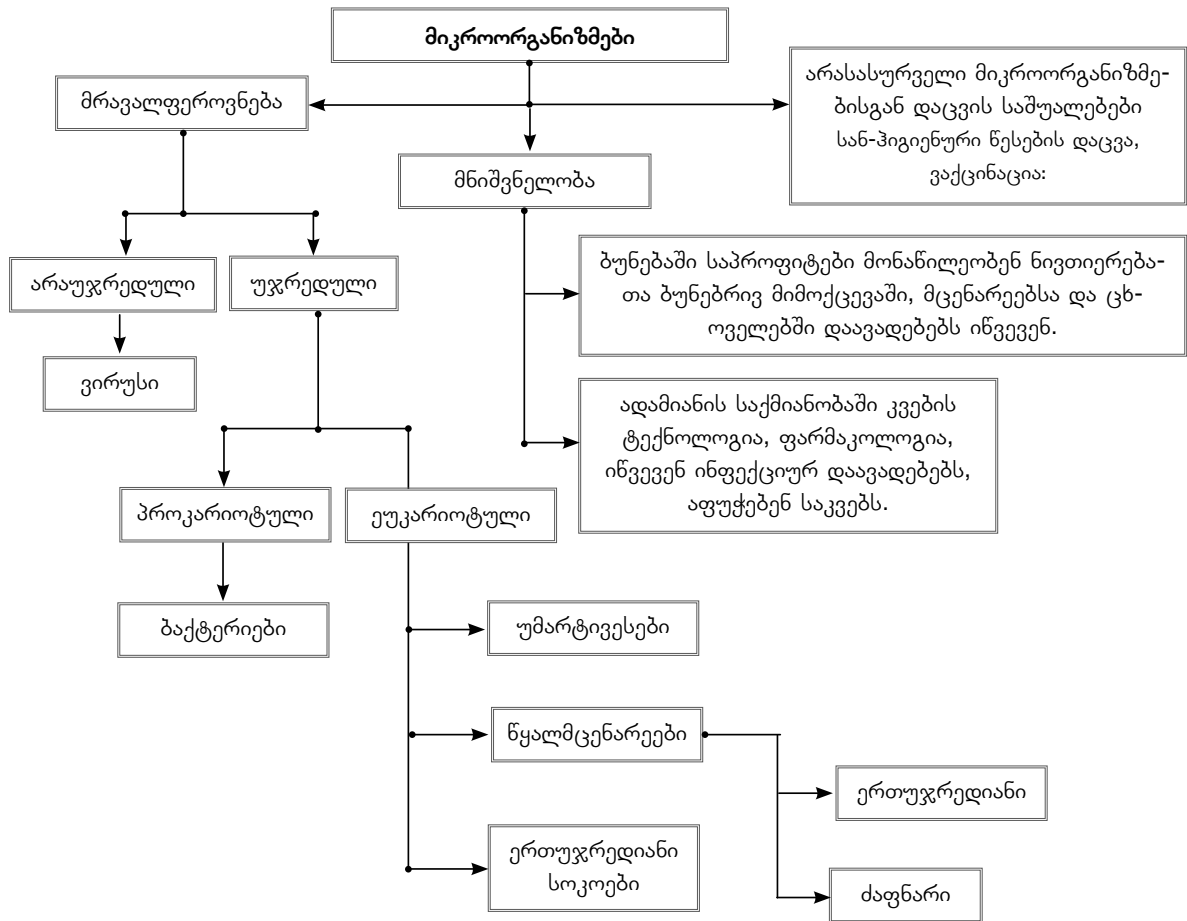 მიკროორგანიზმები
მრავალფეროვნება
არასასურველი მიკროორგანიზმე-
ბისგან დაცვის საშუალებები
სან-ჰიგიენური წესების დაცვა,
ვაქცინაცია:
მნიშვნელობა
არაუჯრედული
უჯრედული
ბუნებაში საპროფიტები მონაწილეობენ ნივთიერება-
თა ბუნებრივ მიმოქცევაში, მცენარეებსა და ცხ-
ოველებში დაავადებებს იწვევენ.
ვირუსი
ადამიანის საქმიანობაში კვების
ტექნოლოგია, ფარმაკოლოგია,
იწვევენ ინფექციურ დაავადებებს,
აფუჭებენ საკვებს.
პროკარიოტული
ეუკარიოტული
ბაქტერიები
უმარტივესები
წყალმცენარეები
ერთუჯრედიანი
ერთუჯრედიანი
სოკოები
ძაფნარი